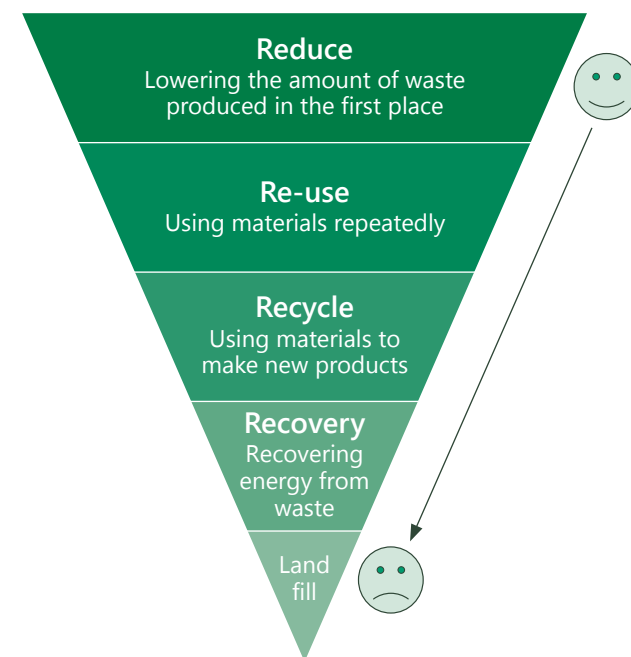 Reduce
Lowering the amount of waste
produced in the first place
Re-use
Using materials repeatedly
Recycle
Using materials to
make new products
Recovery
Recovering
energy from
waste
Land
fill